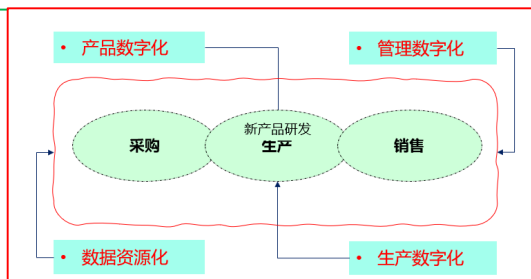 • 产品数字化
• 管理数字化
采购
新产品研发
生产
销售
• 数据资源化
• 生产数字化